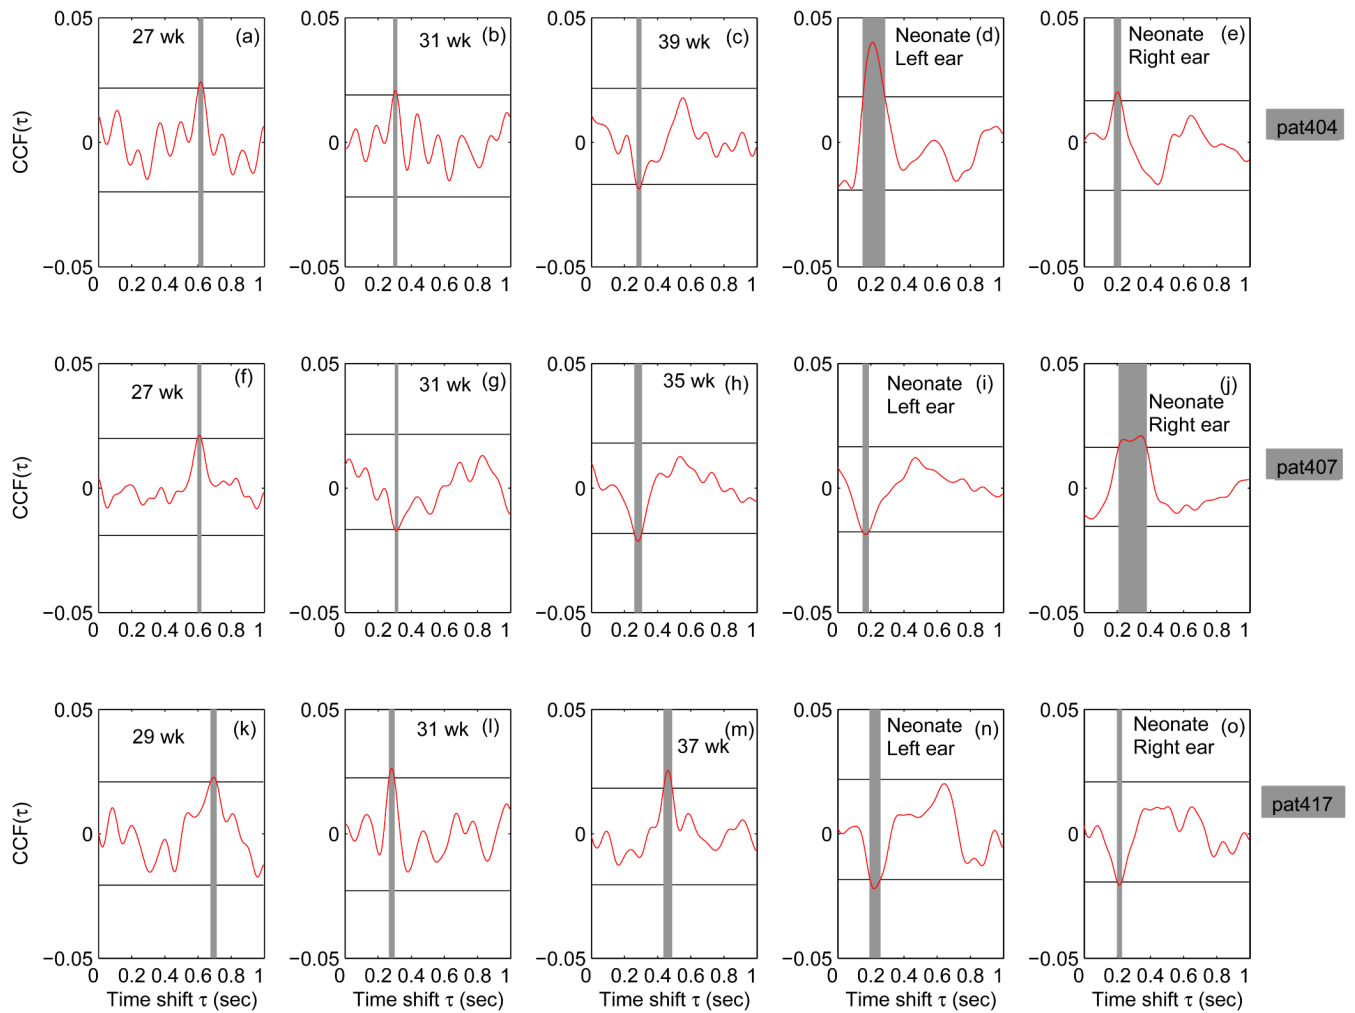 0.05
27 wk
(a)
31 wk
(b)
39 wk
(c)
Neonate
Left ear
(d)
Neonate
Right ear
(e)
CCF(τ)
0
−0.05
0 0.2 0.4 0.6 0.8 1
−0.05
0 0.2 0.4 0.6 0.8 1
−0.05
0 0.2 0.4 0.6 0.8 1
−0.05
0 0.2 0.4 0.6 0.8 1
−0.05
0 0.2 0.4 0.6 0.8 1
0.05
0
0.05
0
0.05
0
0.05
0
pat404
0.05
27 wk
(f)
31 wk
(g)
35 wk
(h)
Neonate
Left ear
(i)
Neonate
Right ear
(j)
CCF(τ)
0
−0.05
0 0.2 0.4 0.6 0.8 1
−0.05
0 0.2 0.4 0.6 0.8 1
−0.05
0 0.2 0.4 0.6 0.8 1
−0.05
0 0.2 0.4 0.6 0.8 1
−0.05
0 0.2 0.4 0.6 0.8 1
0.05
0
0.05
0
0.05
0
0.05
0
pat407
0.05
29 wk
(k)
31 wk
(l)
37 wk
(m)
Neonate
Left ear
(n)
Neonate
Right ear
(o)
CCF(τ)
0
−0.05
0 0.2 0.4 0.6 0.8 1
Time shift τ (sec)
−0.05
0 0.2 0.4 0.6 0.8 1
Time shift τ (sec)
−0.05
0 0.2 0.4 0.6 0.8 1
Time shift τ (sec)
−0.05
0 0.2 0.4 0.6 0.8 1
Time shift τ (sec)
−0.05
0 0.2 0.4 0.6 0.8 1
Time shift τ (sec)
0.05
0
0.05
0
0.05
0
0.05
0
pat417